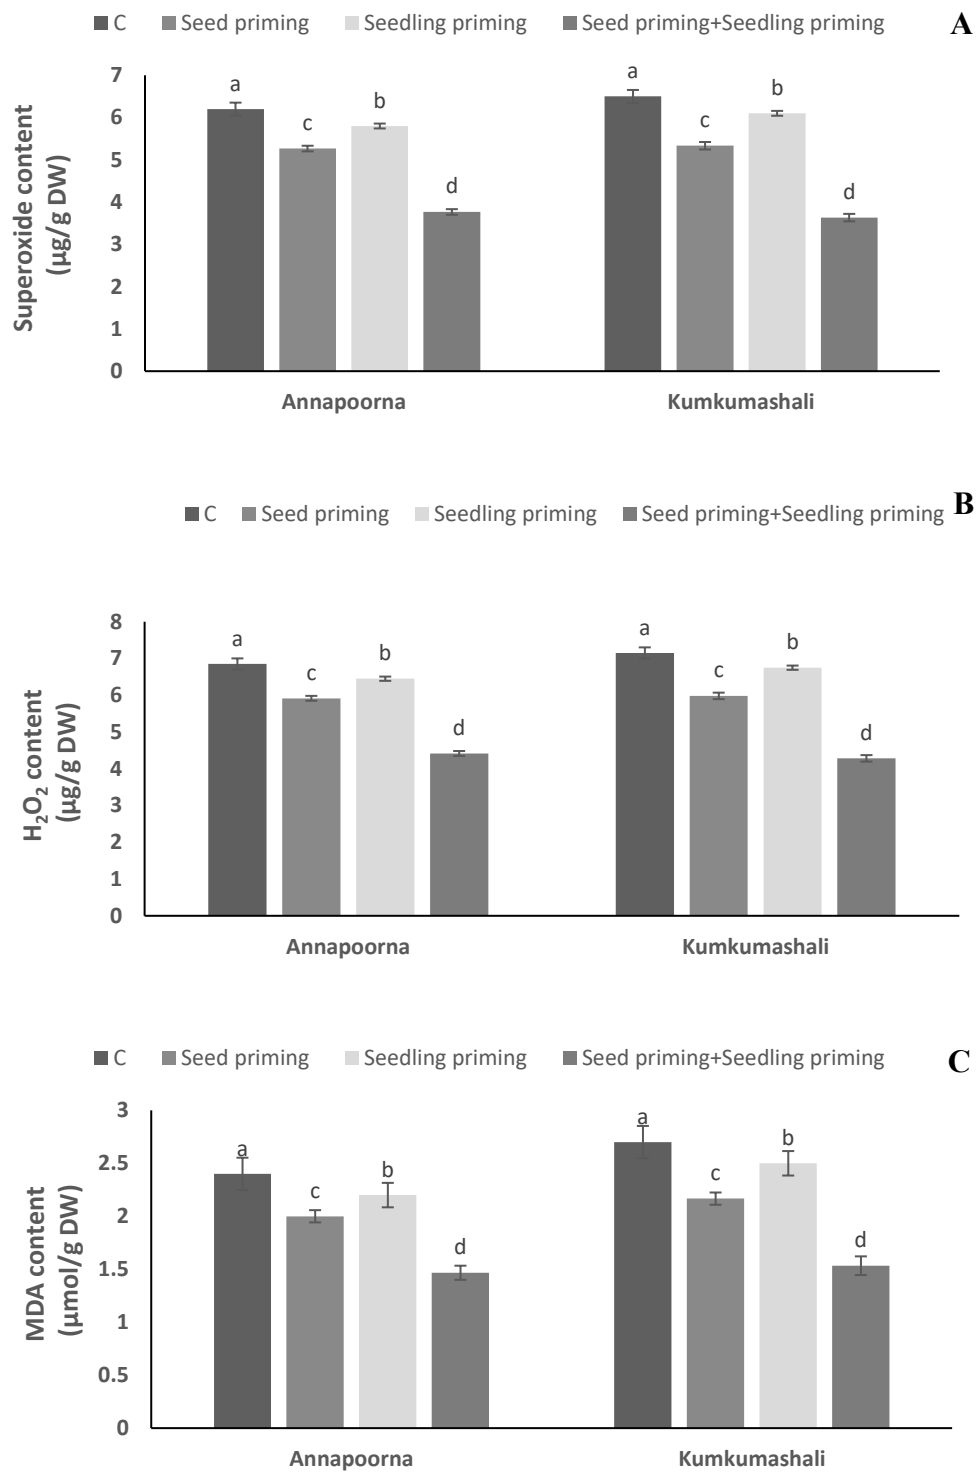 C Seed priming Seedling priming Seed priming+Seedling priming
A
Superoxide content
(µg/g DW)
7
6
5
4
3
2
1
0
a c b d a c b d
Annapoorna Kumkumashali
C Seed priming Seedling priming Seed priming+Seedling priming
B
H₂O₂ content
(µg/g DW)
8
7
6
5
4
3
2
1
0
a c b d a c b d
Annapoorna Kumkumashali
C Seed priming Seedling priming Seed priming+Seedling priming
C
MDA content
(µmol/g DW)
3
2.5
2
1.5
1
0.5
0
a c b d a c b d
Annapoorna Kumkumashali